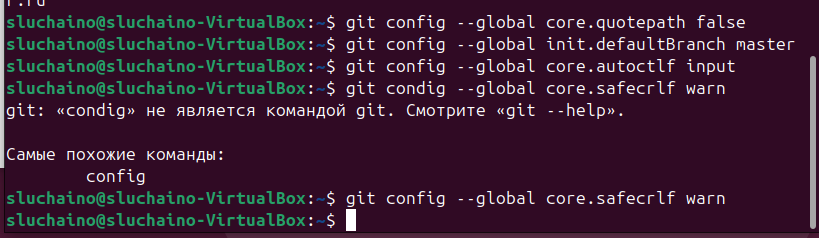 sluchaino@sluchaino-VirtualBox:~$ git config --global core.quotepath false
sluchaino@sluchaino-VirtualBox:~$ git config --global init.defaultBranch master
sluchaino@sluchaino-VirtualBox:~$ git config --global core.autoctlf input
sluchaino@sluchaino-VirtualBox:~$ git condig --global core.safecrlf warn
git: «condig» не является командой git. Смотрите «git --help».
Самые похожие команды:
config
sluchaino@sluchaino-VirtualBox:~$ git config --global core.safecrlf warn
sluchaino@sluchaino-VirtualBox:~$